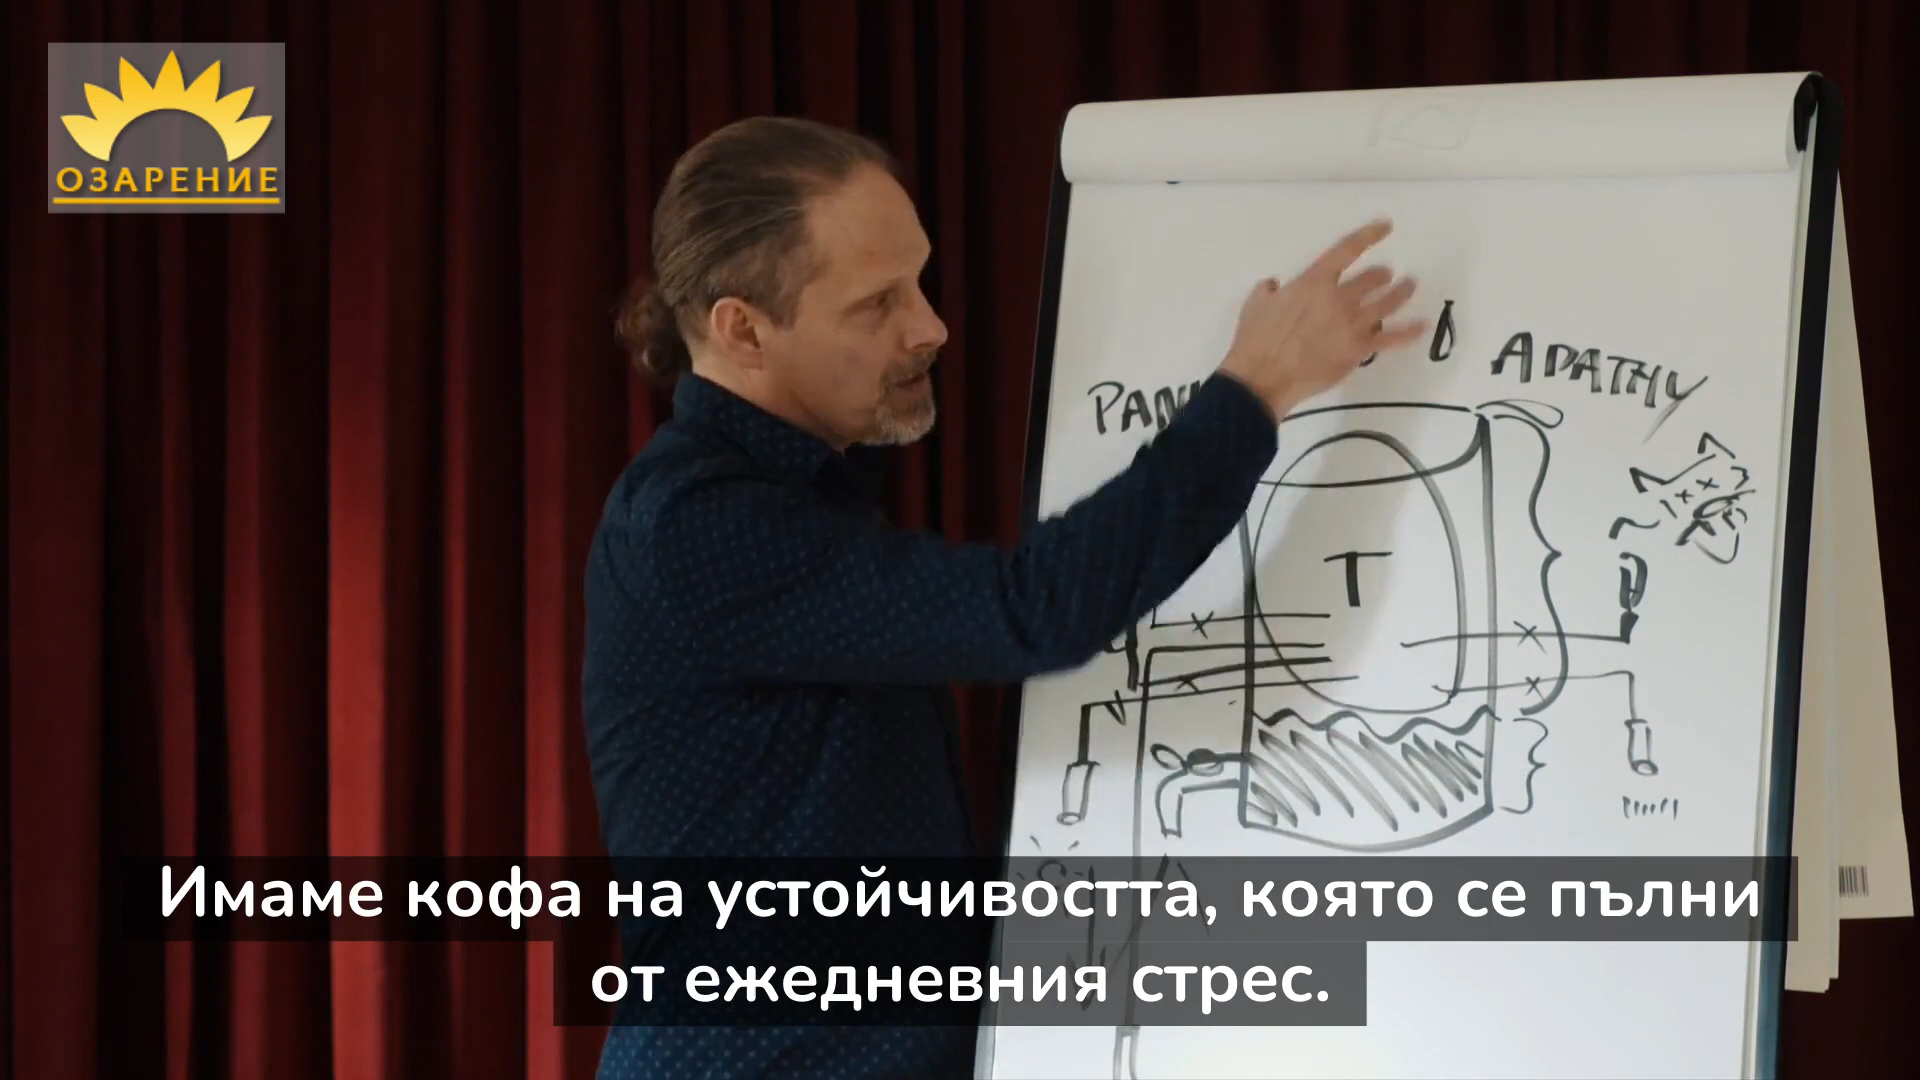 ОЗАРЕНИЕ
APATHY
T
Имаме кофа на устойчивостта, която се пълни
от ежедневния стрес.